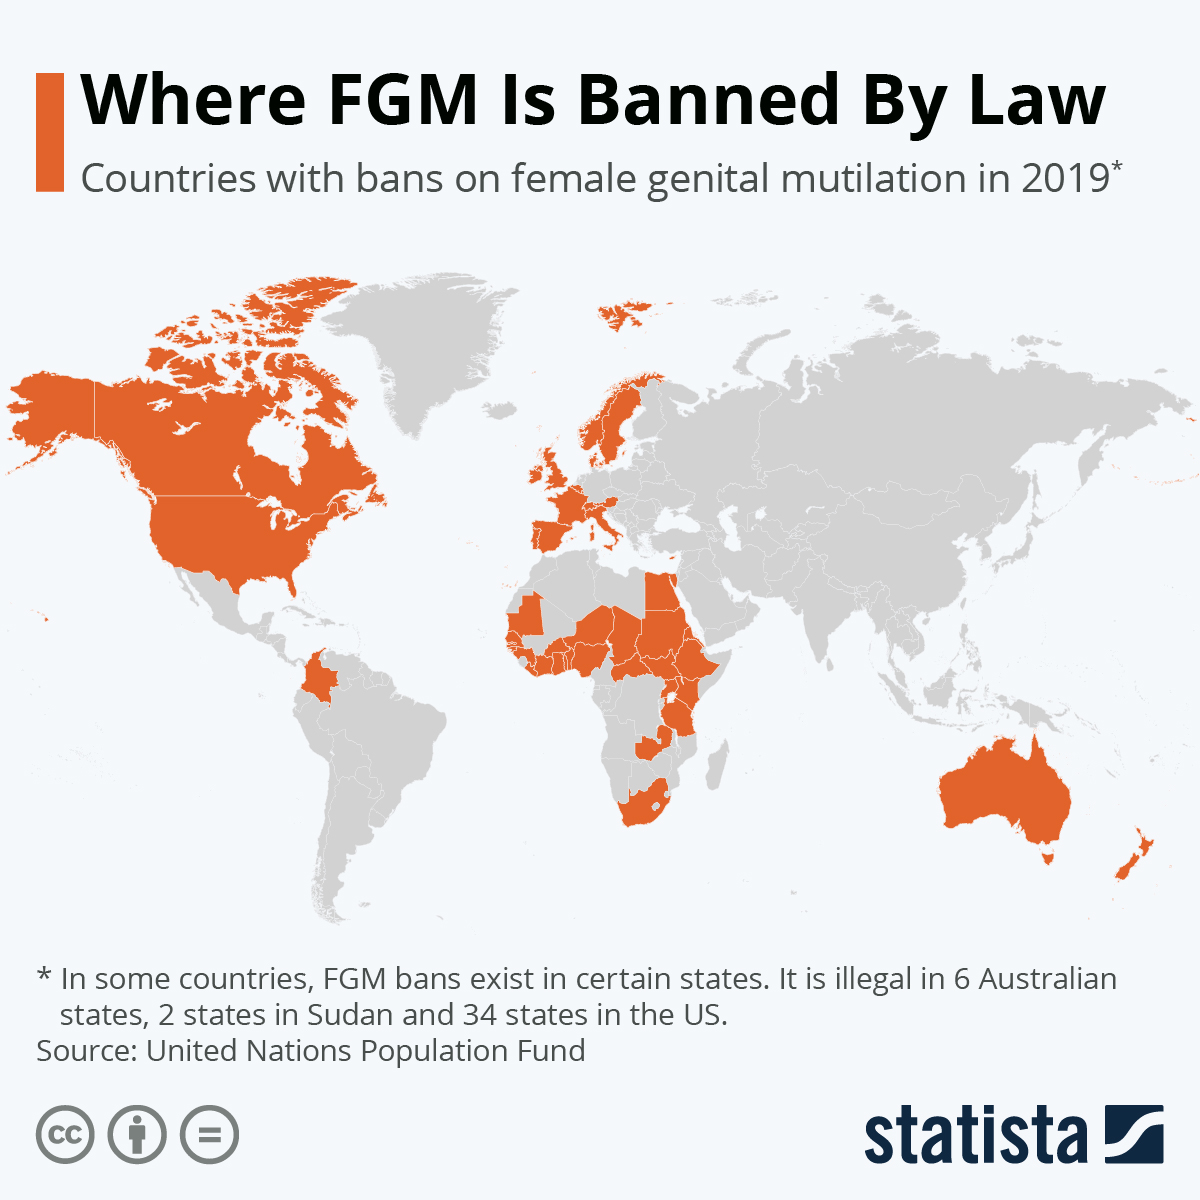 Where FGM Is Banned By Law
Countries with bans on female genital mutilation in 2019*
* In some countries, FGM bans exist in certain states. It is illegal in 6 Australian
states, 2 states in Sudan and 34 states in the US.
Source: United Nations Population Fund
cc
statista